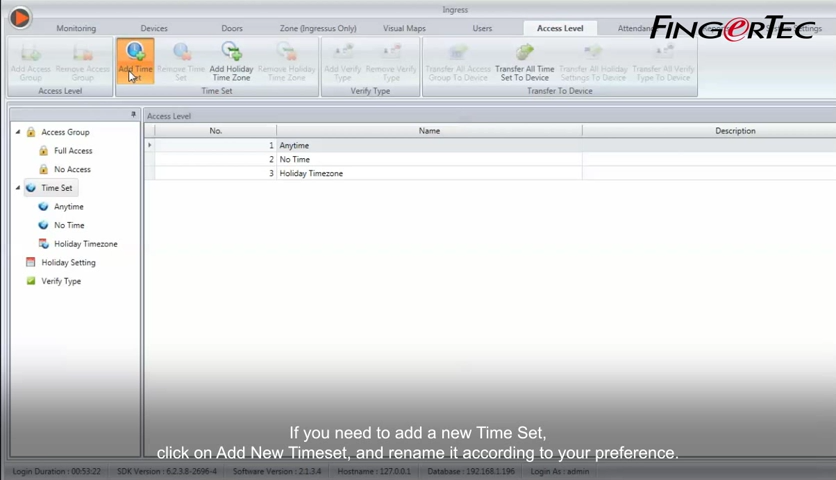 Ingress
Monitoring Devices Doors Zone (Ingressus Only) Visual Maps Users Access Level Settings
FingerTec
Add Access Group Remove Access Group Add Time Set Remove Time Set Add Holiday Time Zone Remove Holiday Time Zone Add Verify Type Remove Verify Type Transfer All Access Group To Device Transfer All Time Set To Device Transfer All Holiday Settings To Device Transfer All Verify Type To Device
Access Level Time Set Verify Type Transfer To Device
Access Level
No. Name Description
Access Group
Full Access
No Access
Time Set
Anytime
No Time
Holiday Timezone
Holiday Setting
Verify Type
1 Anytime
2 No Time
3 Holiday Timezone
If you need to add a new Time Set,
click on Add New Timeset, and rename it according to your preference.
Login Duration : 00:53:22 SDK Version : 6.2.3.8-2696-4 Software Version : 2.1.3.4 Hostname : 127.0.0.1 Database : 192.168.1.196 Login As : admin